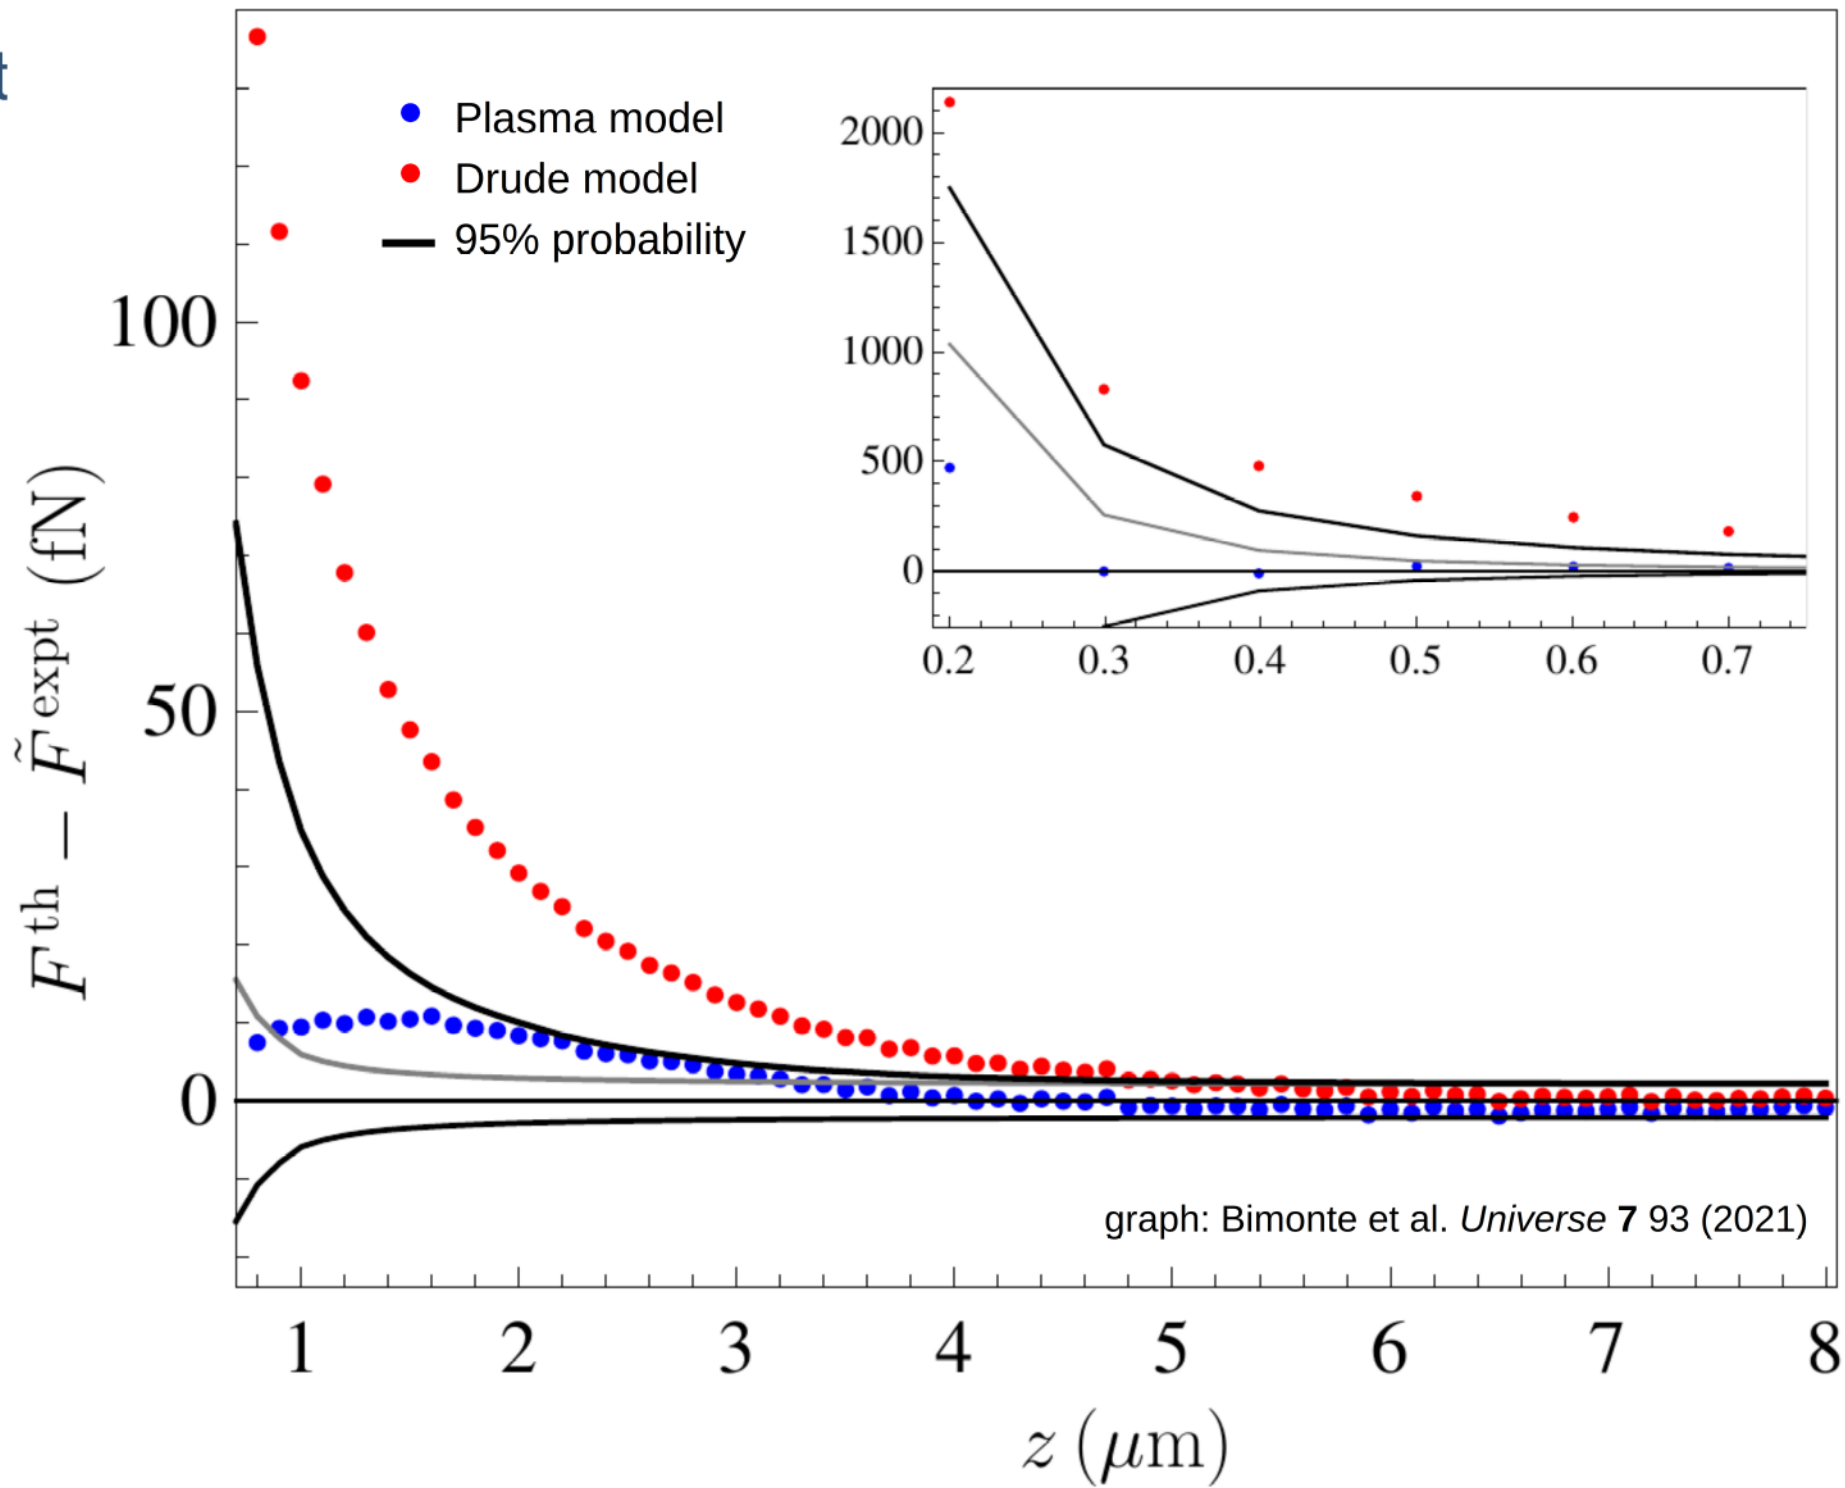 t
Plasma model
Drude model
95% probability
2000
1500
1000
500
0
0.2 0.3 0.4 0.5 0.6 0.7
100
50
0
F^th − F̃^expt (fN)
graph: Bimonte et al. Universe 7 93 (2021)
1 2 3 4 5 6 7 8
z (μm)